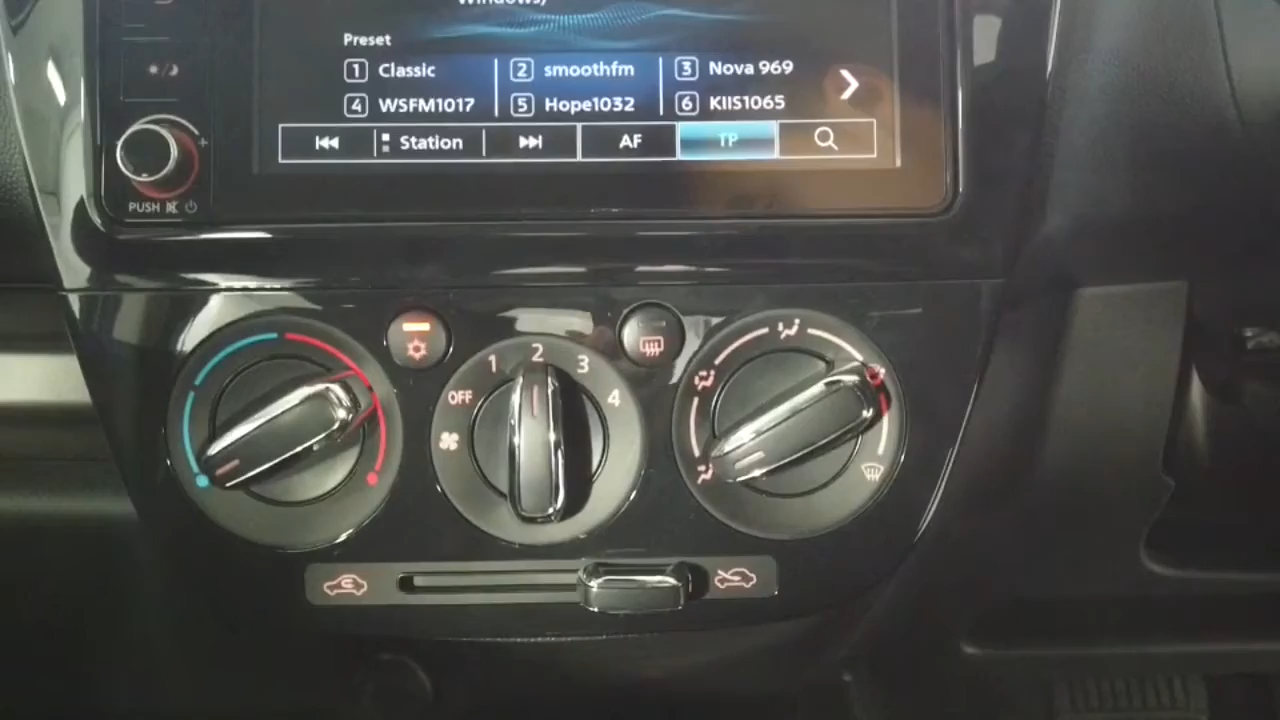 Windows)
Preset
1 Classic 2 smoothfm 3 Nova 969
4 WSFM1017 5 Hope1032 6 KIIS1065
Station AF TP
PUSH
1 2 3 4
OFF